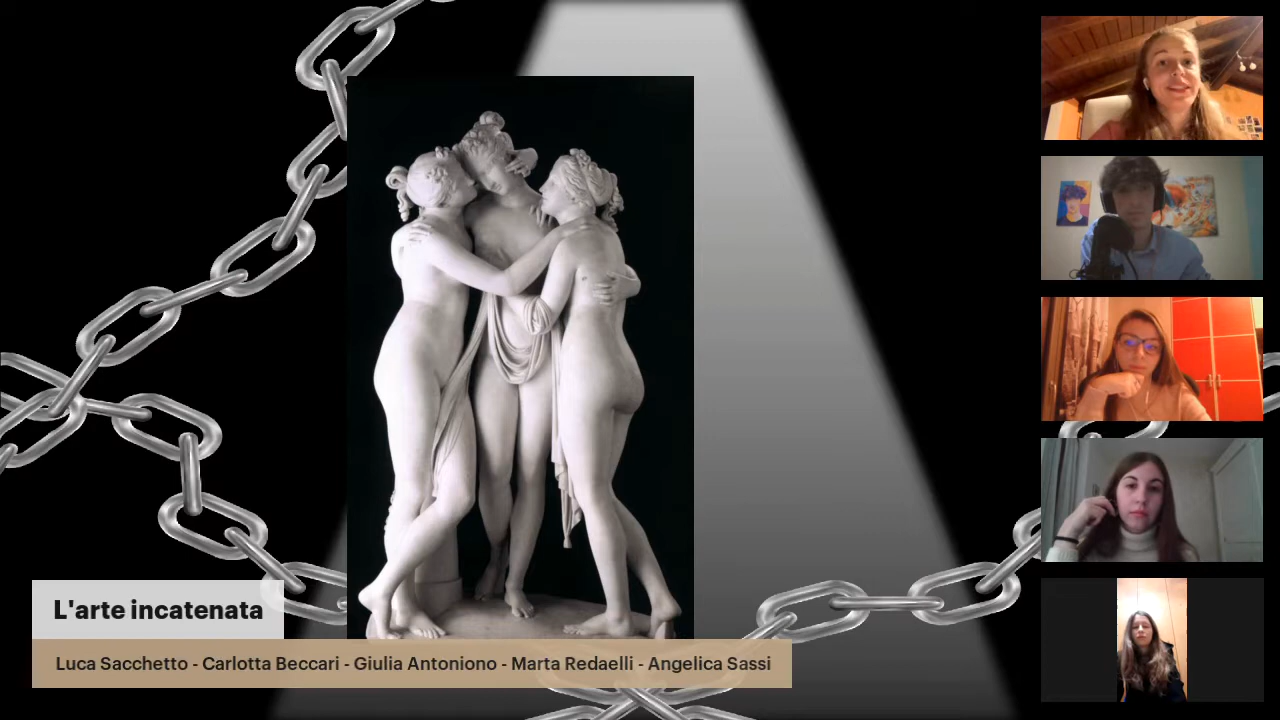 L'arte incatenata
Luca Sacchetto - Carlotta Beccari - Giulia Antoniono - Marta Redaelli - Angelica Sassi